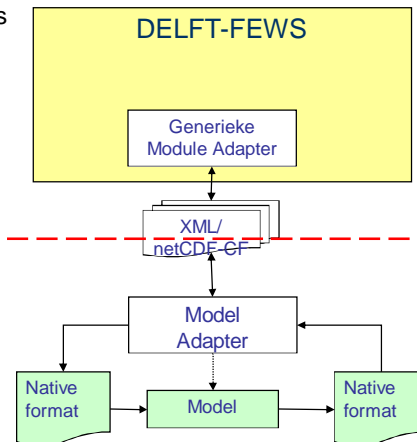 s
DELFT-FEWS
Generieke
Module Adapter
XML/
netCDF-CF
Model
Adapter
Native
format
Model
Native
format